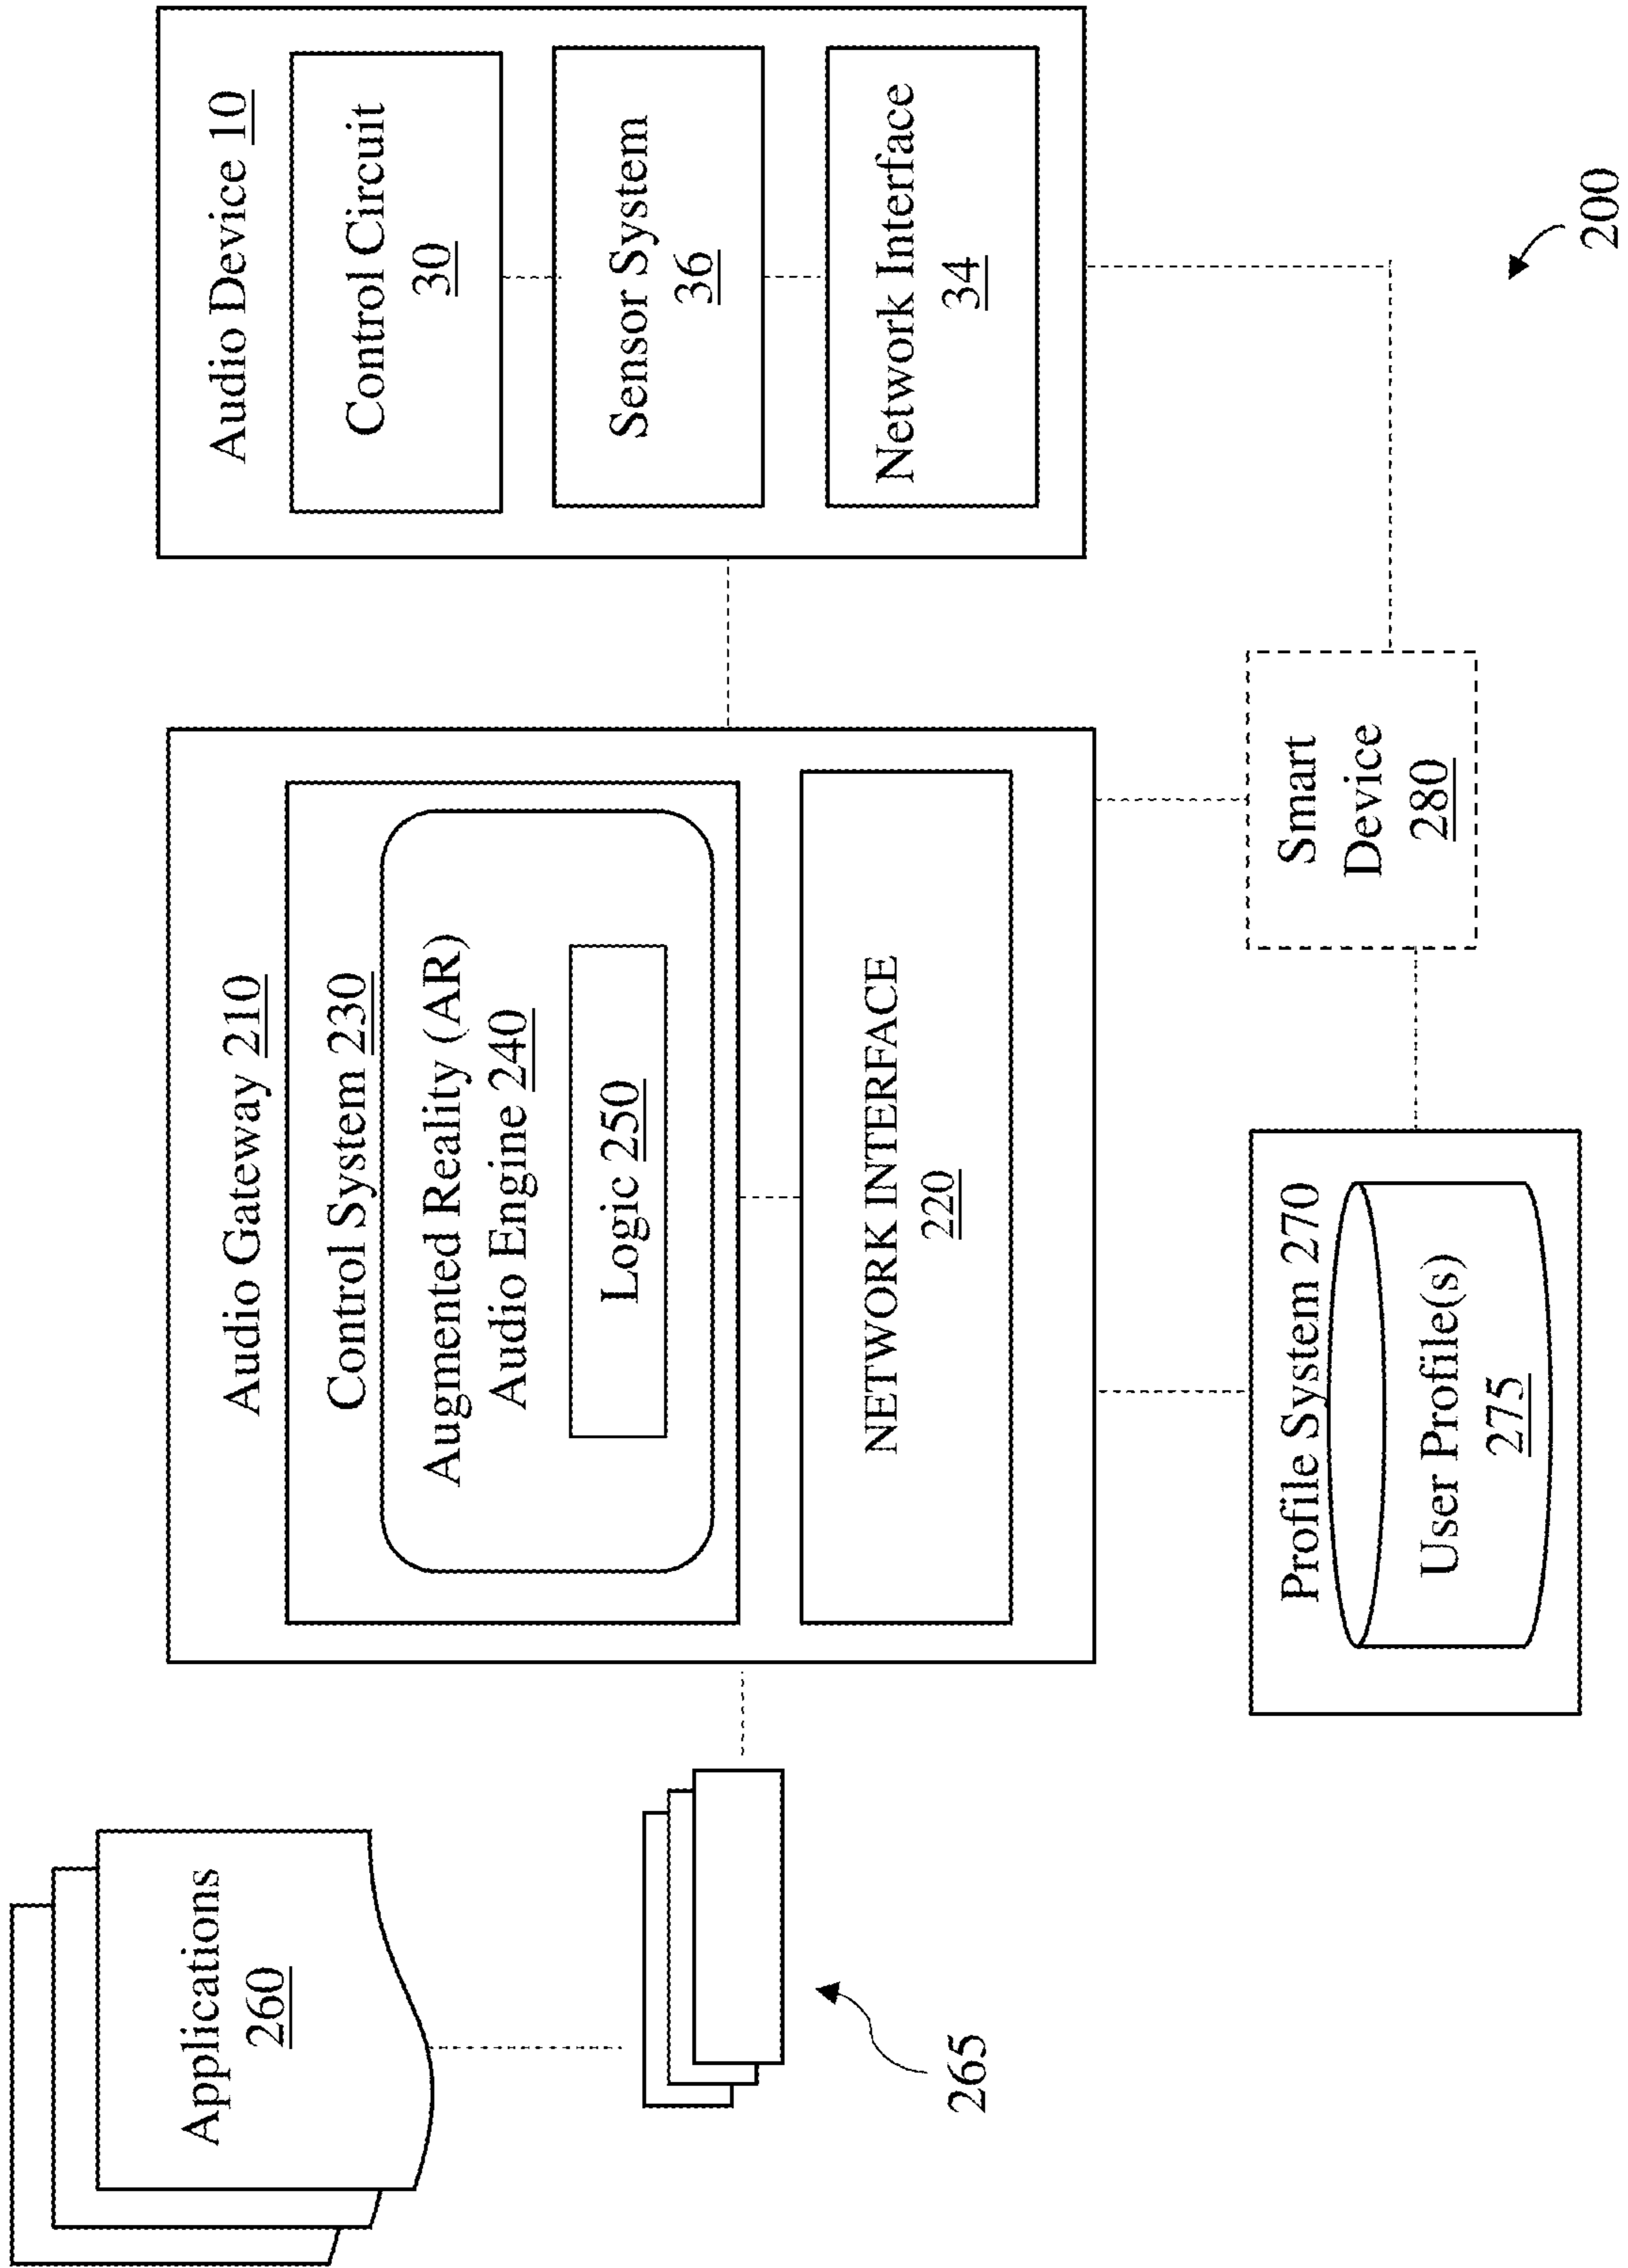 Applications
260
265
Audio Gateway 210
Control System 230
Augmented Reality (AR)
Audio Engine 240
Logic 250
NETWORK INTERFACE
220
Audio Device 10
Control Circuit
30
Sensor System
36
Network Interface
34
Profile System 270
User Profile(s)
275
Smart
Device
280
200